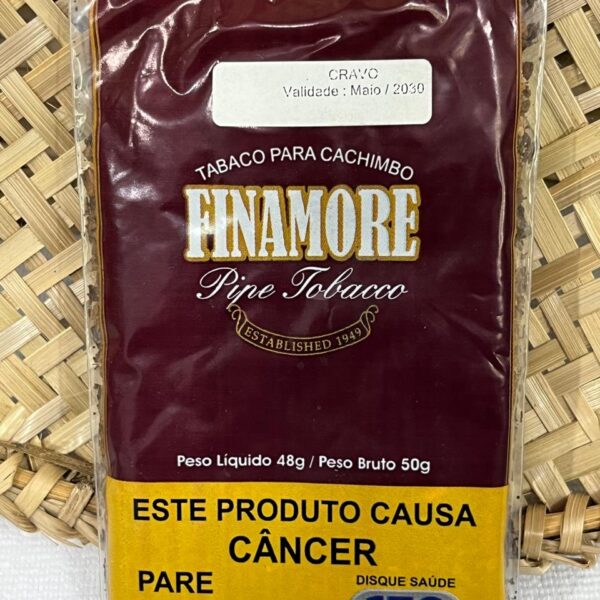 CRAVO
Validade : Maio / 2030
TABACO PARA CACHIMBO
FINAMORE
Pipe Tobacco
ESTABLISHED 1949
Peso Líquido 48g / Peso Bruto 50g
ESTE PRODUTO CAUSA
CÂNCER
PARE
DISQUE SAÚDE